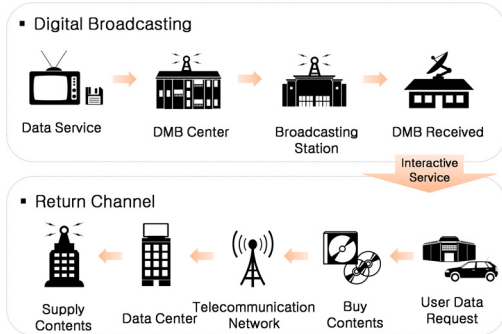 ▪ Digital Broadcasting
Data Service
DMB Center
Broadcasting
Station
DMB Received
Interactive
Service
▪ Return Channel
Supply
Contents
Data Center
Telecommunication
Network
Buy
Contents
User Data
Request